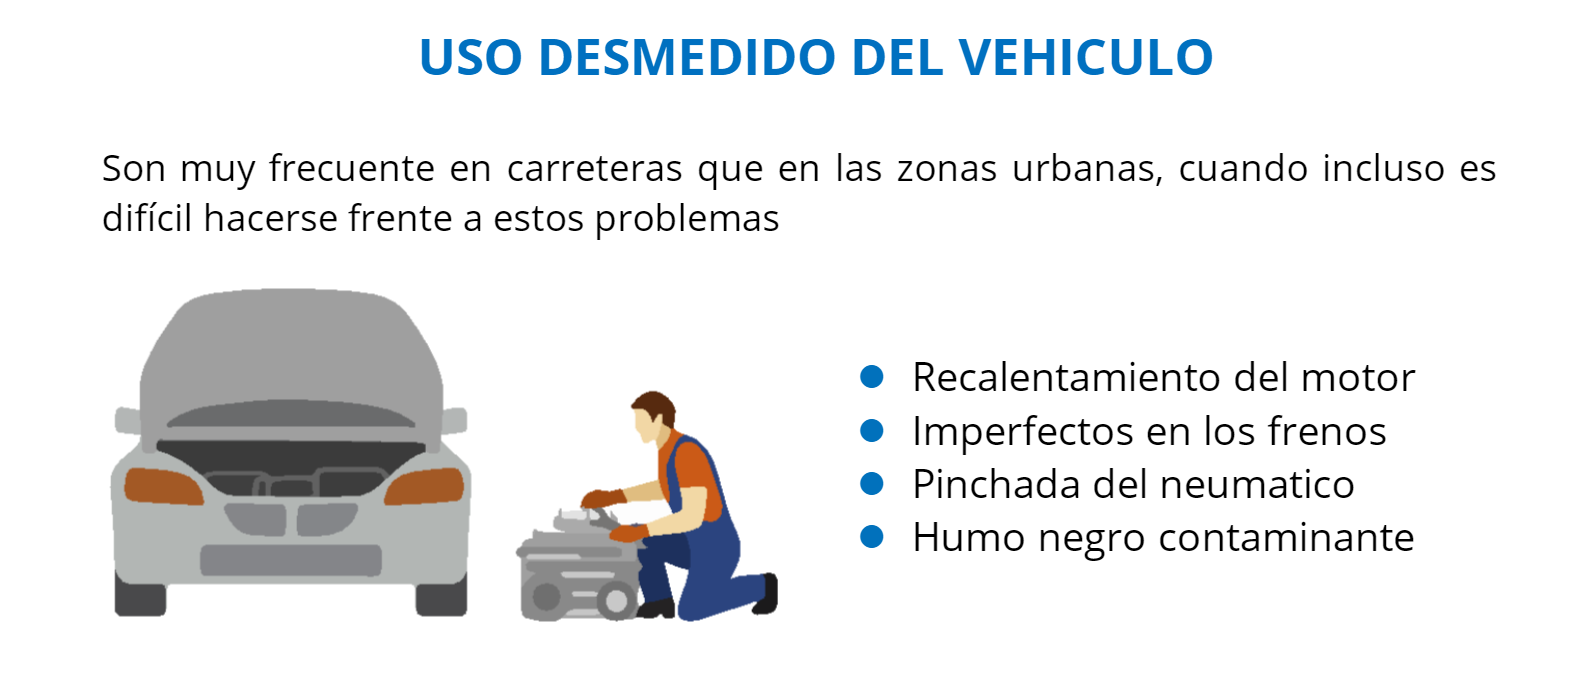 USO DESMEDIDO DEL VEHICULO
Son muy frecuente en carreteras que en las zonas urbanas, cuando incluso es
difícil hacerse frente a estos problemas
Recalentamiento del motor
Imperfectos en los frenos
Pinchada del neumatico
Humo negro contaminante